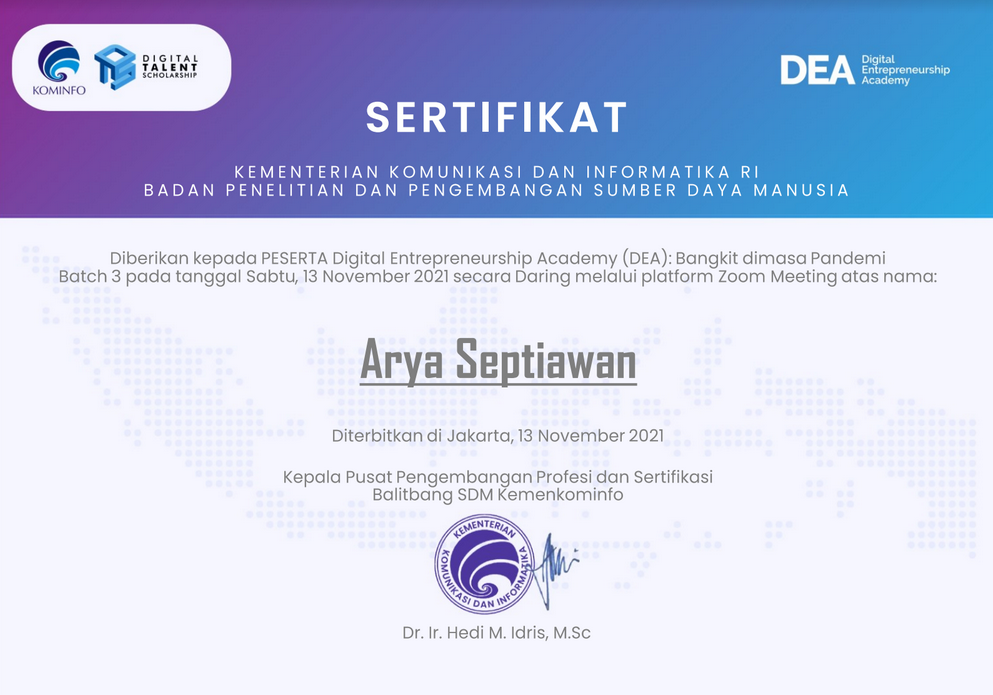 KOMINFO
DIGITAL
TALENT
SCHOLARSHIP
DEA
Digital
Entrepreneurship
Academy
SERTIFIKAT
KEMENTERIAN KOMUNIKASI DAN INFORMATIKA RI
BADAN PENELITIAN DAN PENGEMBANGAN SUMBER DAYA MANUSIA
Diberikan kepada PESERTA Digital Entrepreneurship Academy (DEA): Bangkit dimasa Pandemi
Batch 3 pada tanggal Sabtu, 13 November 2021 secara Daring melalui platform Zoom Meeting atas nama:
Arya Septiawan
Diterbitkan di Jakarta, 13 November 2021
Kepala Pusat Pengembangan Profesi dan Sertifikasi
Balitbang SDM Kemenkominfo
KEMENTERIAN
KOMUNIKASI DAN INFORMATIKA
Dr. Ir. Hedi M. Idris, M.Sc